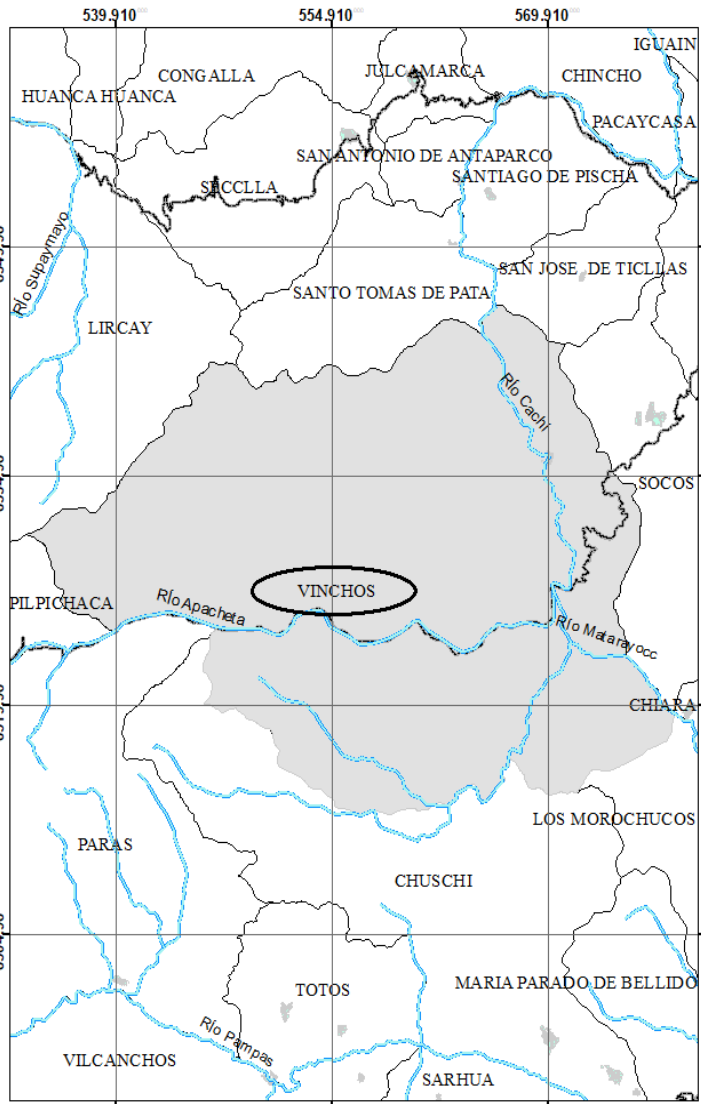 539,910
554,910
569,910
IGUAIN
CONGALLA
JULCAMARCA
CHINCHO
HUANCA HUANCA
PACAYCASA
SAN ANTONIO DE ANTAPARCO
SANTIAGO DE PISCHA
SECCLLA
Río Supaymayo
SAN JOSE DE TICLLAS
SANTO TOMAS DE PATA
LIRCAY
Río Cachi
SOCOS
VINCHOS
PILPICHACA
Río Apacheta
Río Matarayocc
CHIARA
LOS MOROCHUCOS
PARAS
CHUSCHI
MARIA PARADO DE BELLIDO
TOTOS
Río Pampas
VILCANCHOS
SARHUA